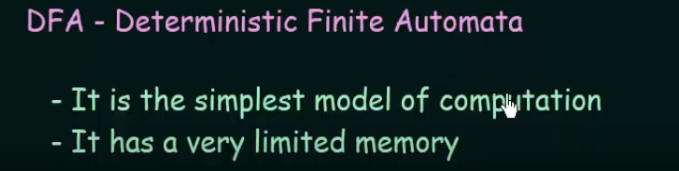 DFA - Deterministic Finite Automata
- It is the simplest model of computation
- It has a very limited memory